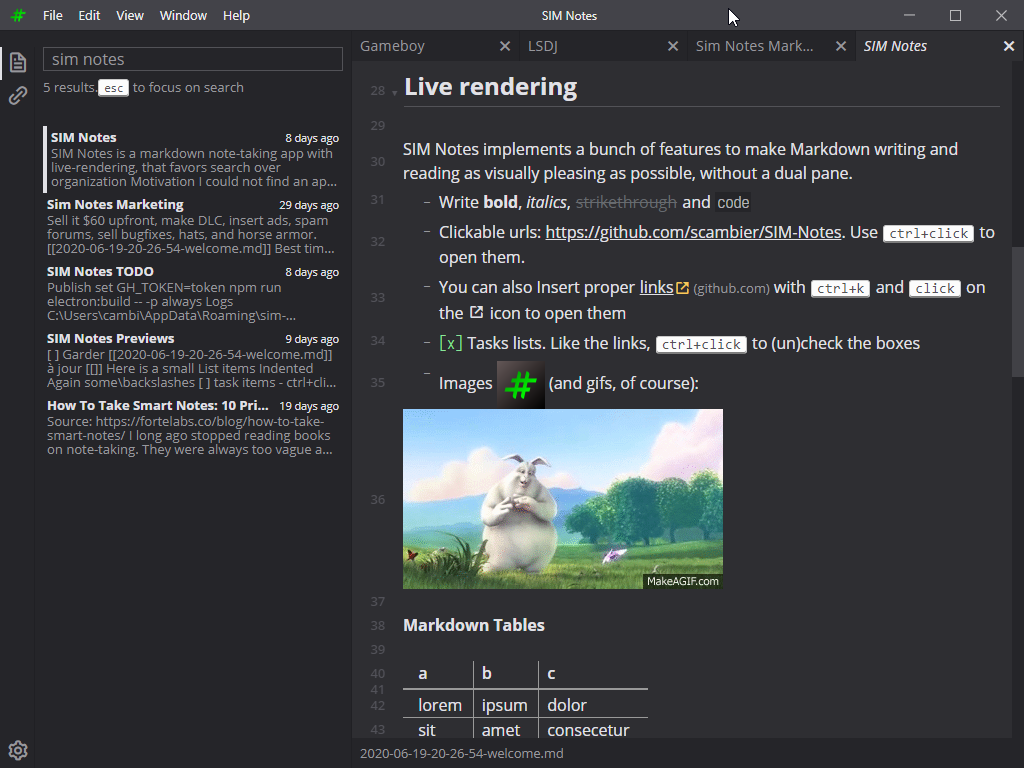 File Edit View Window Help SIM Notes
sim notes
5 results. esc to focus on search
SIM Notes 8 days ago
SIM Notes is a markdown note-taking app with
live-rendering, that favors search over
organization Motivation I could not find an ap...
Sim Notes Marketing 29 days ago
Sell it $60 upfront, make DLC, insert ads, spam
forums, sell bugfixes, hats, and horse armor.
[[2020-06-19-20-26-54-welcome.md]] Best tim...
SIM Notes TODO 8 days ago
Publish set GH_TOKEN=token npm run
electron:build -- -p always Logs
C:\Users\cambi\AppData\Roaming\sim-...
SIM Notes Previews 9 days ago
[ ] Garder [[2020-06-19-20-26-54-welcome.md]]
à jour [[]] Here is a small List items Indented
Again some\backslashes [ ] task items - ctrl+cli...
How To Take Smart Notes: 10 Pri... 19 days ago
Source: https://fortelabs.co/blog/how-to-take-
smart-notes/ I long ago stopped reading books
on note-taking. They were always too vague a...
Gameboy LSDJ Sim Notes Mark... SIM Notes
28 Live rendering
29
30 SIM Notes implements a bunch of features to make Markdown writing and
reading as visually pleasing as possible, without a dual pane.
31 – Write bold, italics, strikethrough and code
32 – Clickable urls: https://github.com/scambier/SIM-Notes. Use ctrl+click to
open them.
33 – You can also Insert proper links (github.com) with ctrl+k and click on
the icon to open them
34 – [x] Tasks lists. Like the links, ctrl+click to (un)check the boxes
35 – Images # (and gifs, of course):
36
MakeAGIF.com
37
38 Markdown Tables
39
40 a b c
41
42 lorem ipsum dolor
43 sit amet consecetur
2020-06-19-20-26-54-welcome.md